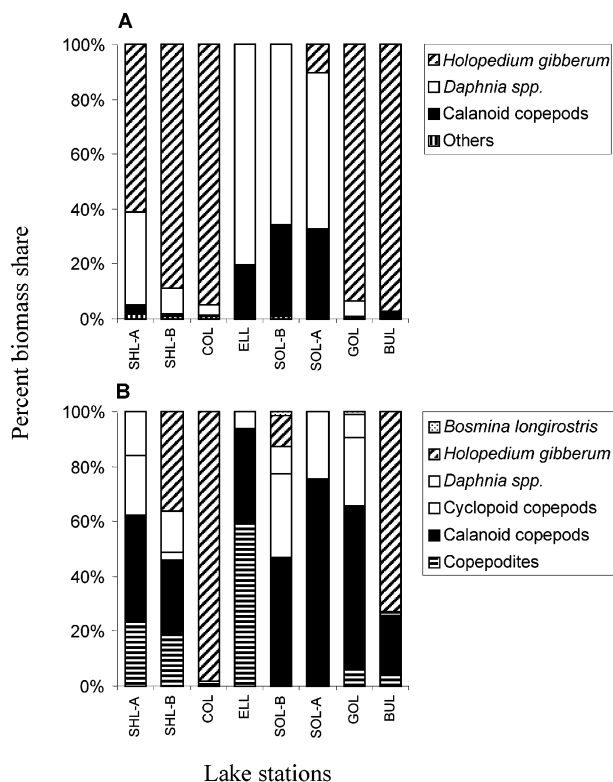 A
100%
80%
60%
40%
20%
0%
SHL-A
SHL-B
COL
ELL
SOL-B
SOL-A
GOL
BUL
Holopedium gibberum
Daphnia spp.
Calanoid copepods
Others
Percent biomass share
B
100%
80%
60%
40%
20%
0%
SHL-A
SHL-B
COL
ELL
SOL-B
SOL-A
GOL
BUL
Bosmina longirostris
Holopedium gibberum
Daphnia spp.
Cyclopoid copepods
Calanoid copepods
Copepodites
Lake stations